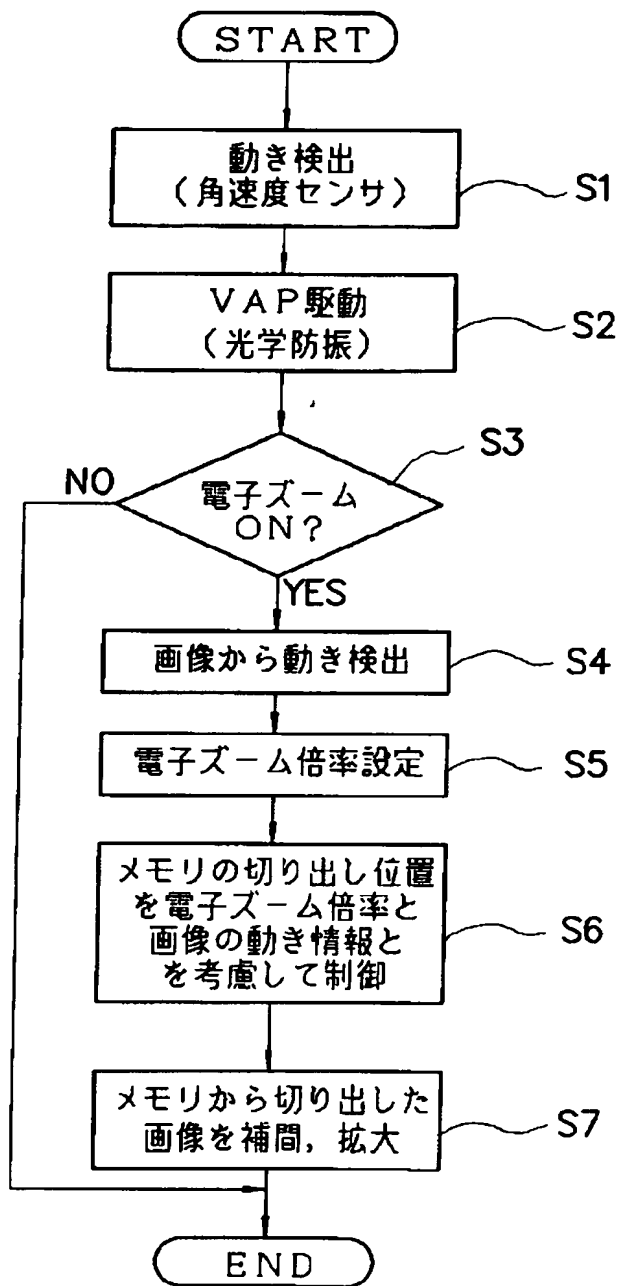 START
動き検出
(角速度センサ)
S1
VAP駆動
(光学防振)
S2
S3
NO
電子ズーム
ON?
YES
画像から動き検出
S4
電子ズーム倍率設定
S5
メモリの切り出し位置
を電子ズーム倍率と
画像の動き情報と
を考慮して制御
S6
メモリから切り出した
画像を補間,拡大
S7
END